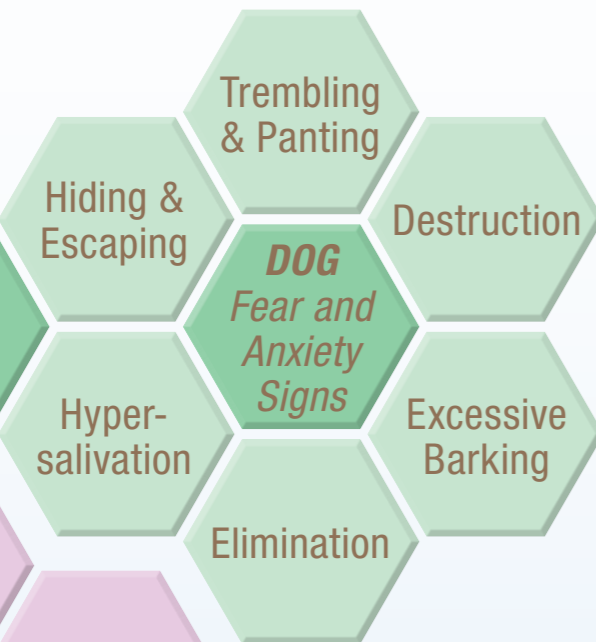 Trembling
& Panting
Hiding &
Escaping
Destruction
DOG
Fear and
Anxiety
Signs
Hyper-
salivation
Excessive
Barking
Elimination